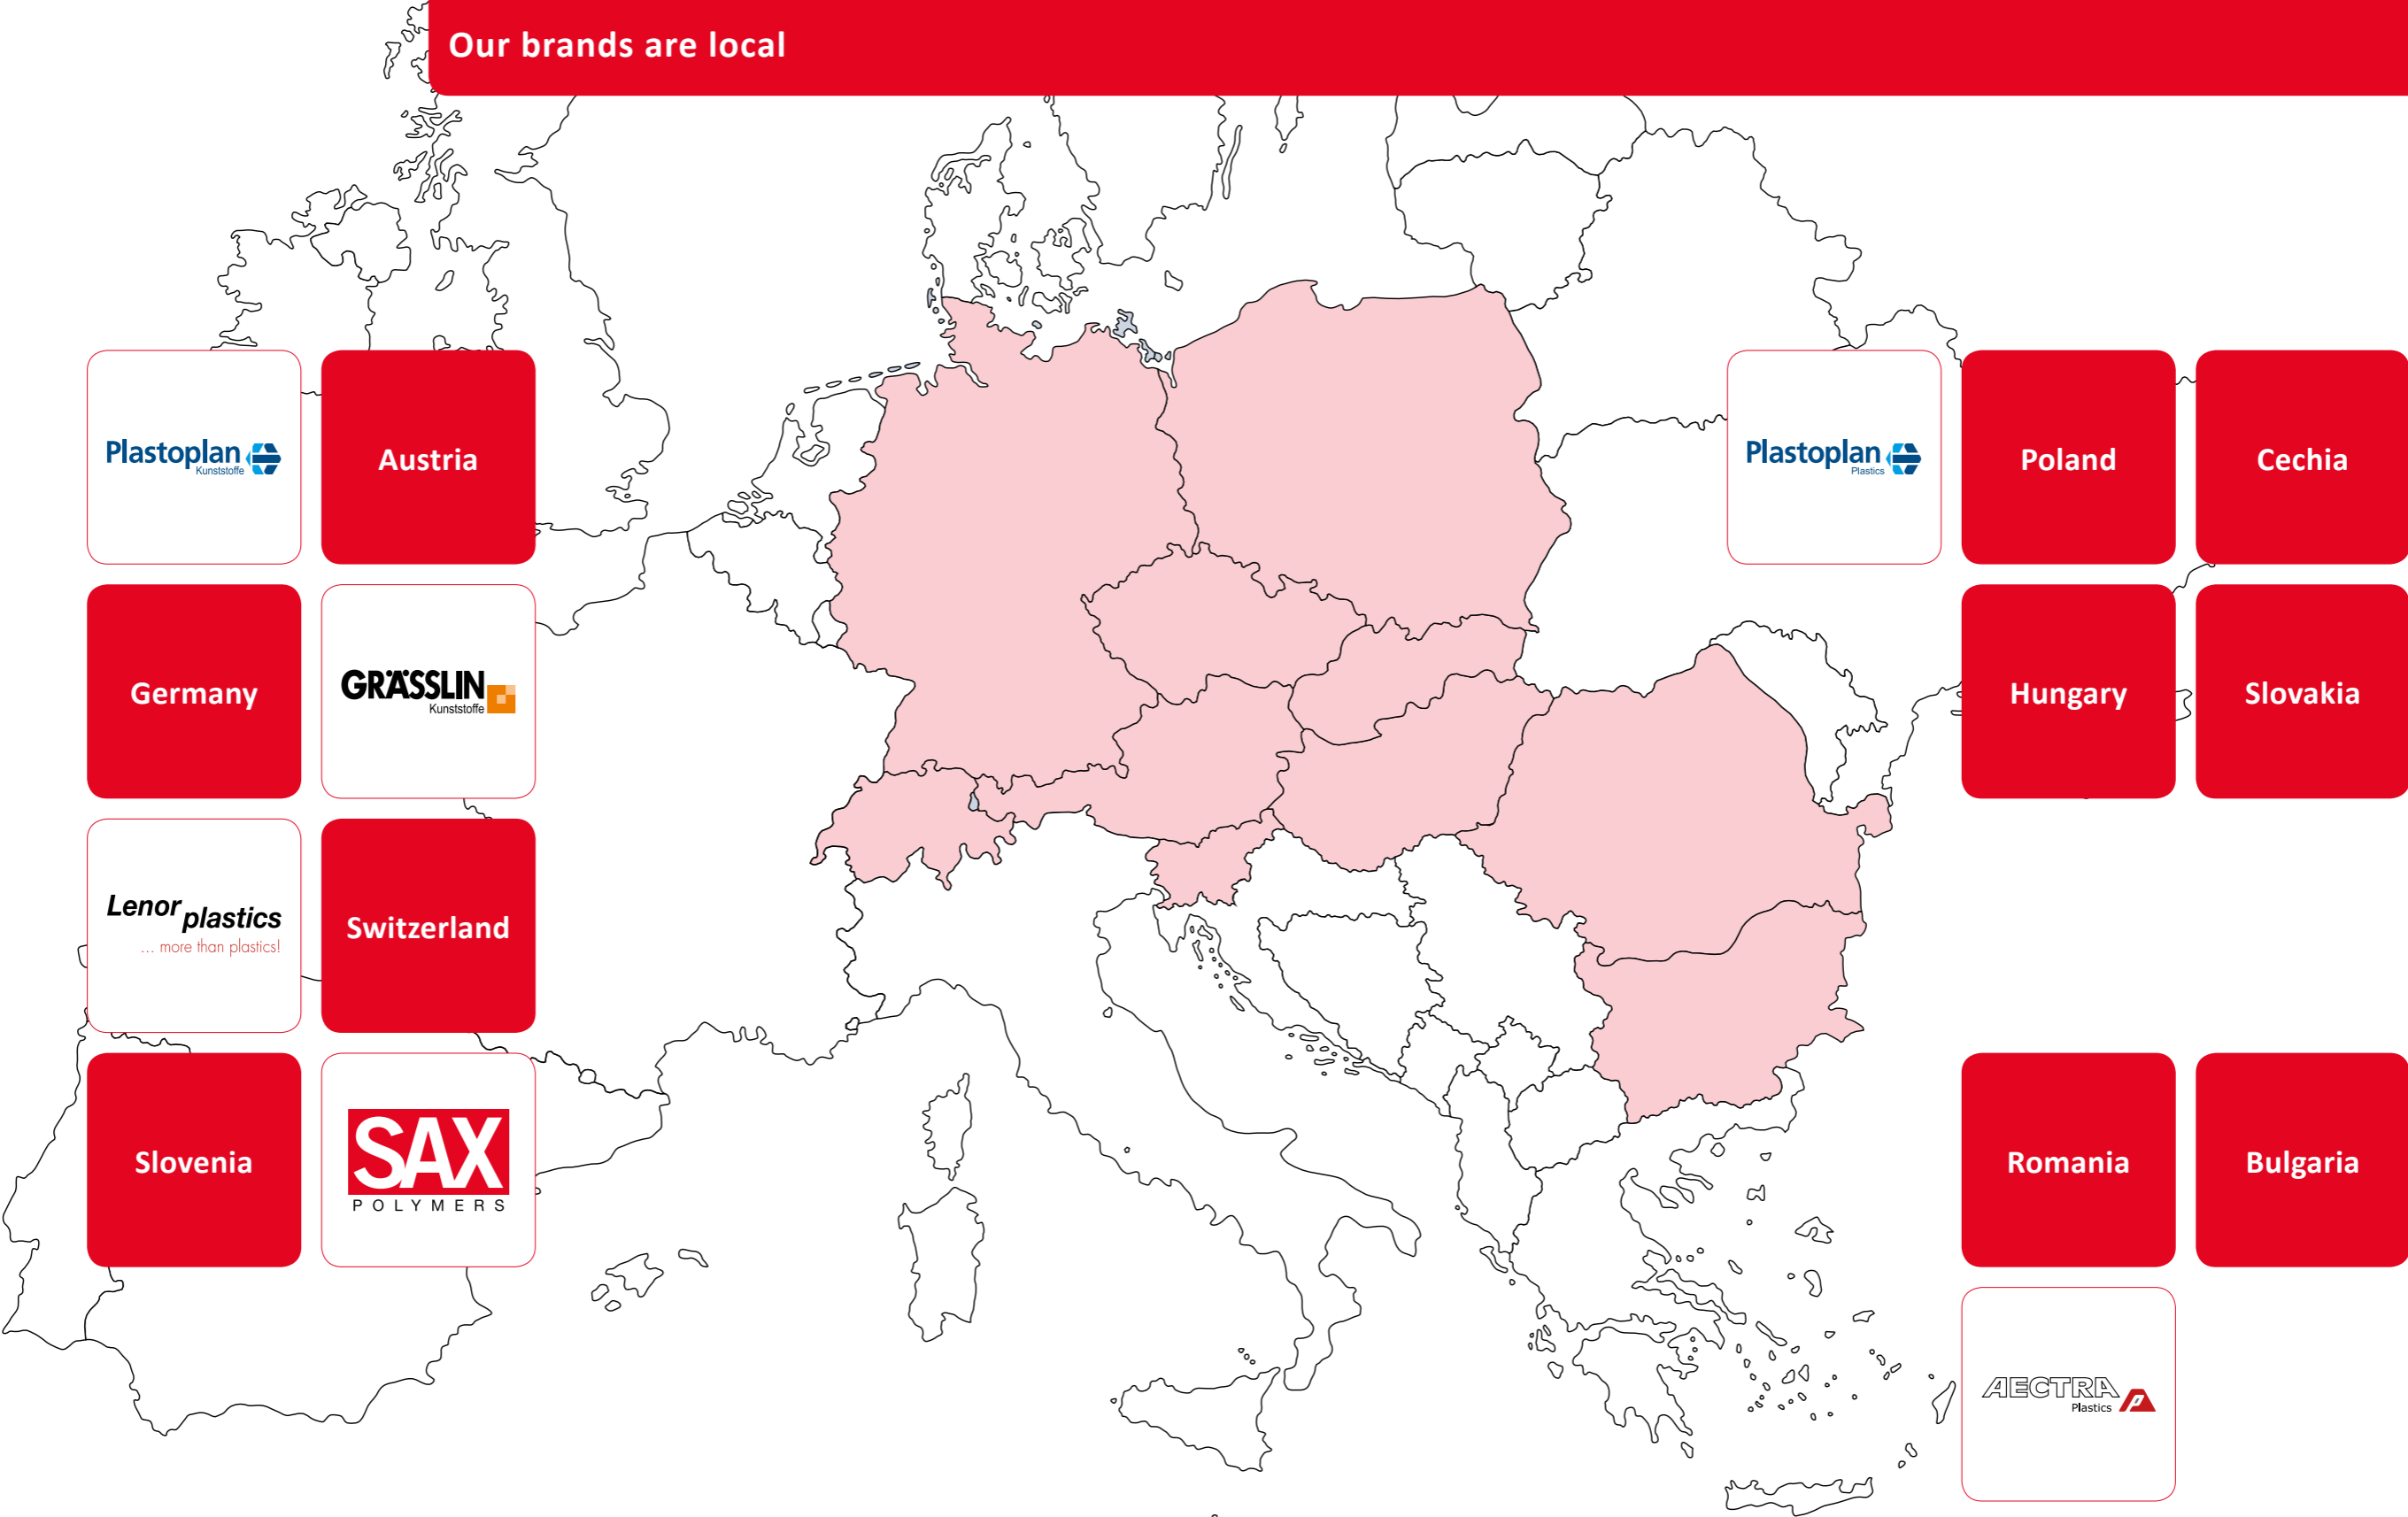 Our brands are local
Plastoplan
Kunststoffe
Austria
Plastoplan
Plastics
Poland
Cechia
Germany
GRÄSSLIN
Kunststoffe
Hungary
Slovakia
Lenor plastics
... more than plastics!
Switzerland
Slovenia
SAX
POLYMERS
Romania
Bulgaria
AECTRA
Plastics